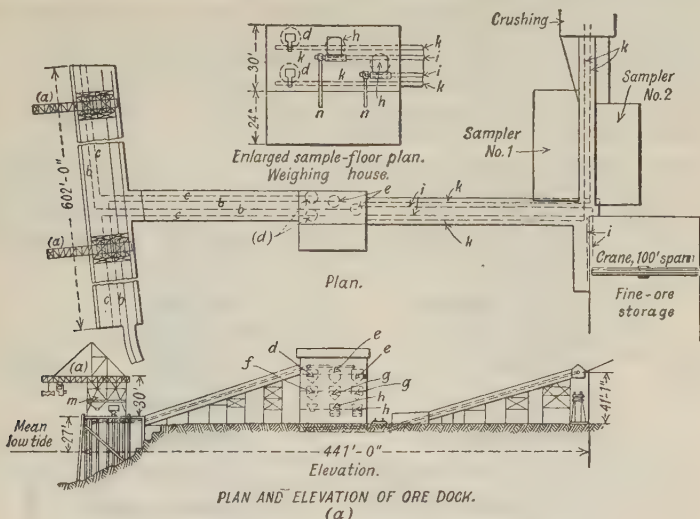 Crushing
k
Sampler
No.2
Sampler
No.1
d
h
k
k
i
d
k
i
k
h
n
n
30'
24'
Enlarged sample-floor plan.
Weighing house.
(a)
c
b
602'-0"
c
b
b
c
e
(d)
i
k
i
k
(a)
c
b
Plan.
i
Crane, 100' span
Fine-ore
storage
(a)
m
30'
Mean
low tide
27'
f
d
e
e
g
g
h
h
41'-1"
441'-0"
Elevation.
PLAN AND ELEVATION OF ORE DOCK.
(a)